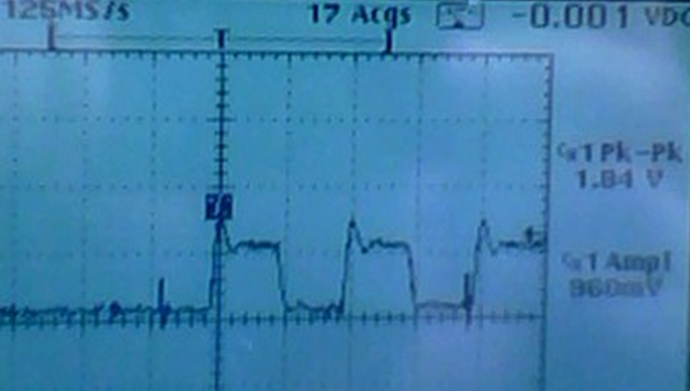 125MS/s 17 Acqs -0.001 VDC
T
C1 Pk-Pk
1.84 V
C1 Ampl
960mV